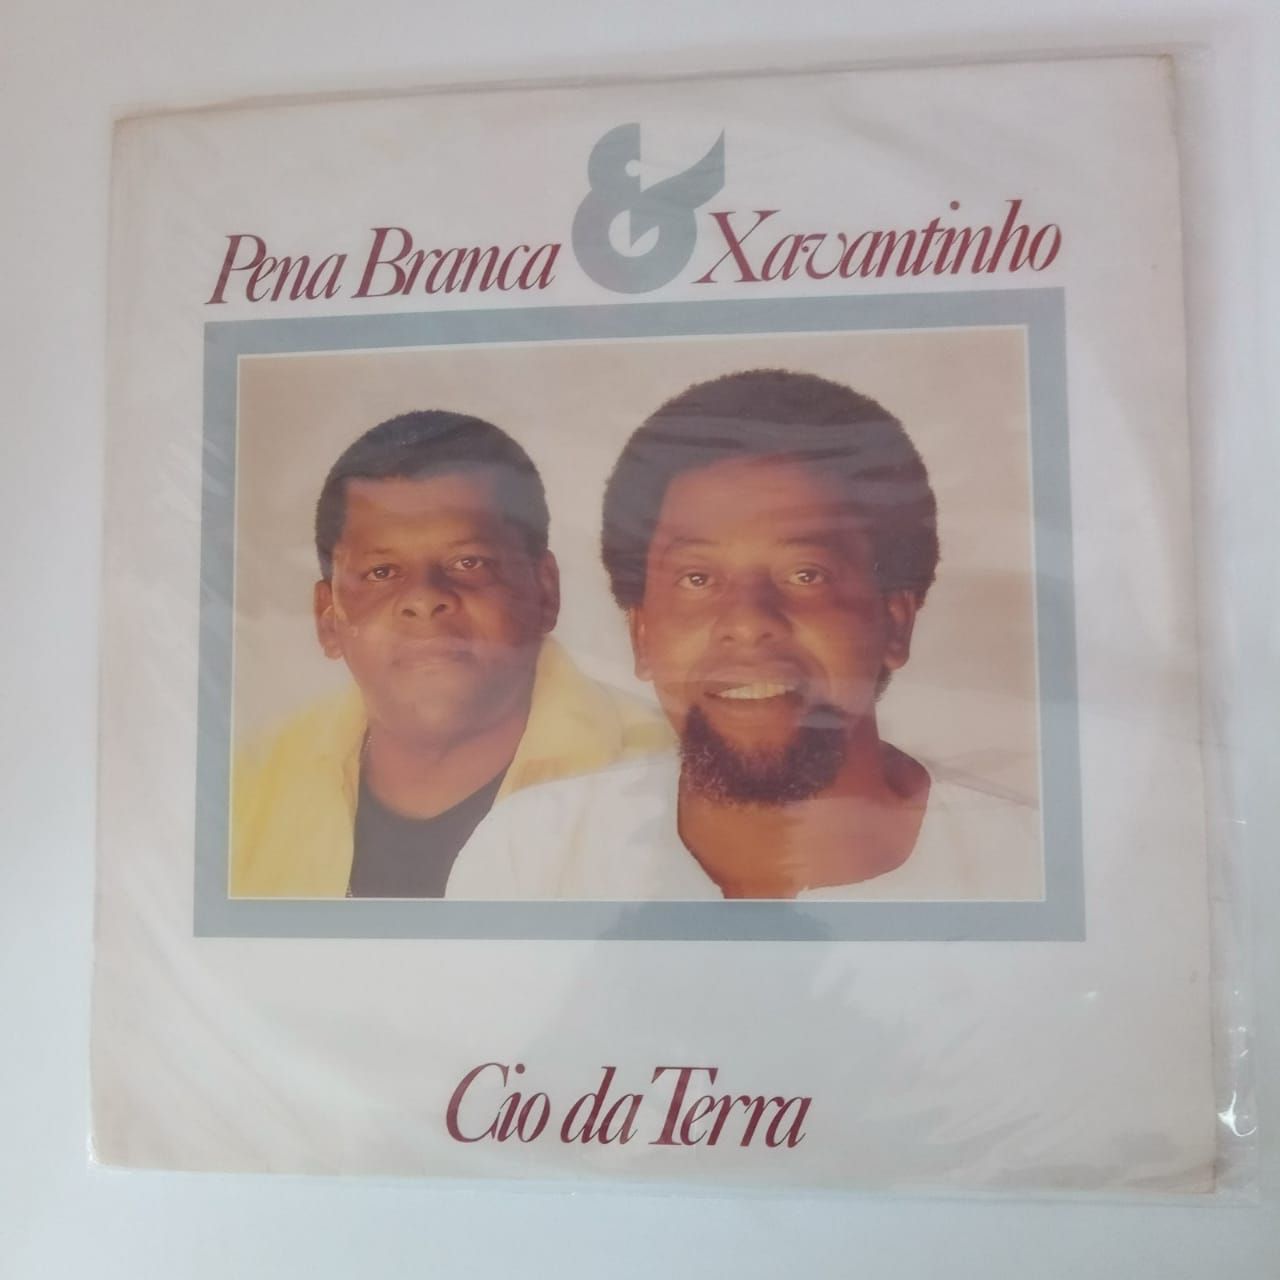 Pena Branca & Xavantinho
Cio da Terra